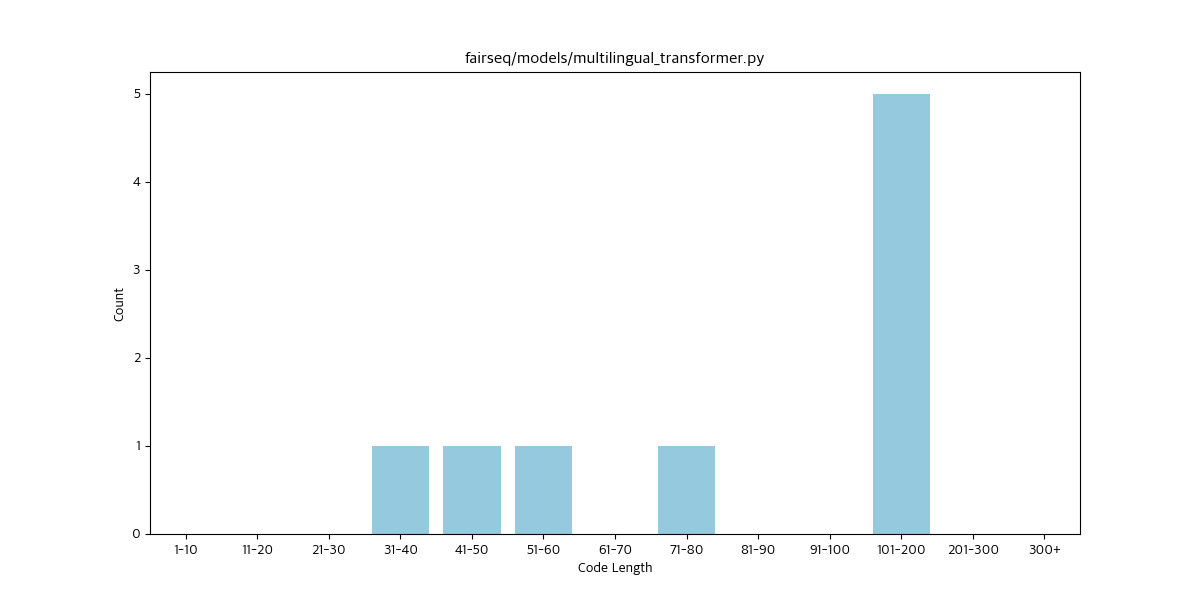 fairseq/models/multilingual_transformer.py
5
4
3
2
1
0
Count
1-10 11-20 21-30 31-40 41-50 51-60 61-70 71-80 81-90 91-100 101-200 201-300 300+
Code Length